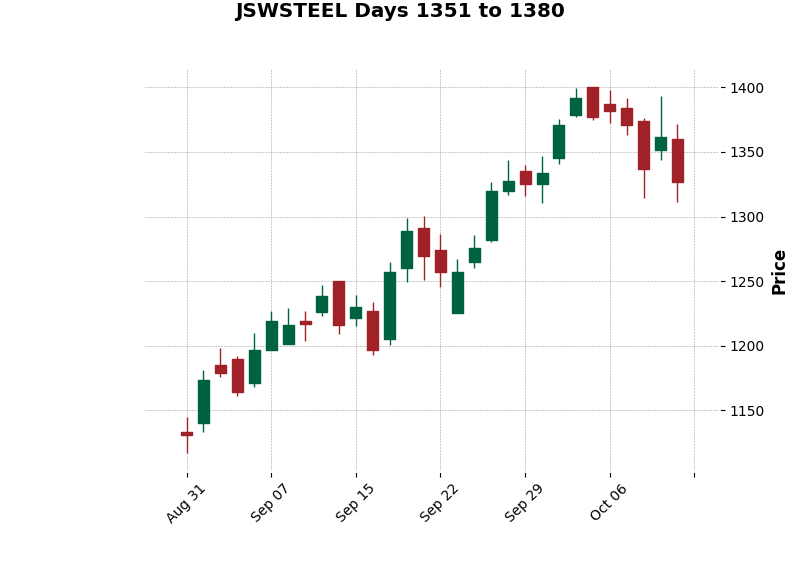 JSWSTEEL Days 1351 to 1380
1400
1350
1300
1250
1200
1150
Price
Aug 31
Sep 07
Sep 15
Sep 22
Sep 29
Oct 06